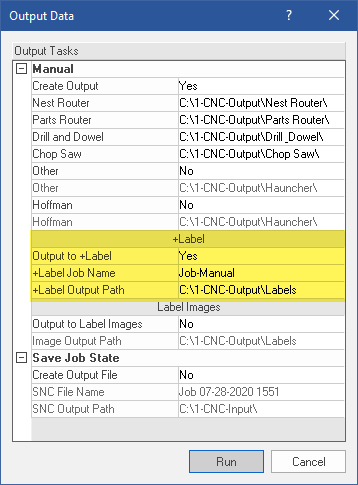 Output Data
?
Output Tasks
Manual
Create Output Yes
Nest Router C:\1-CNC-Output\Nest Router\
Parts Router C:\1-CNC-Output\Parts Router\
Drill and Dowel C:\1-CNC-Output\Drill_Dowel\
Chop Saw C:\1-CNC-Output\Chop Saw\
Other No
Other C:\1-CNC-Output\Hauncher\
Hoffman No
Hoffman C:\1-CNC-Output\Hauncher\
+Label
Output to +Label Yes
+Label Job Name Job-Manual
+Label Output Path C:\1-CNC-Output\Labels
Label Images
Output to Label Images No
Image Output Path C:\1-CNC-Output\Labels
Save Job State
Create Output File No
SNC File Name Job 07-28-2020 1551
SNC Output Path C:\1-CNC-Input\
Run Cancel